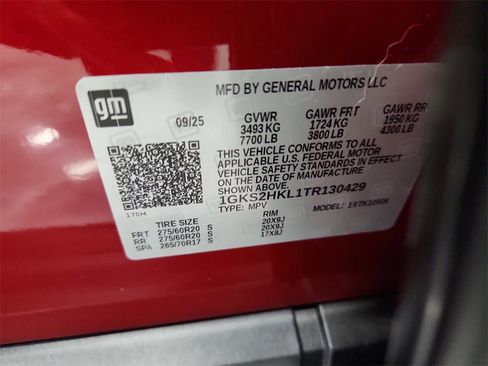 gm
MFD BY GENERAL MOTORS LLC
09/25 GVWR GAWR FRT GAWR RR
3493 KG 1724 KG 1950 KG
7700 LB 3800 LB 4300 LB
THIS VEHICLE CONFORMS TO ALL
APPLICABLE U.S. FEDERAL MOTOR
VEHICLE SAFETY STANDARDS IN EFFECT
ON THE DATE OF MANUFACTURE
SHOWN ABOVE.
1GKS2HKL1TR130429
TYPE: MPV MODEL: 19TK10906
170H
TIRE SIZE RIM
FRT 275/60R20 S 20X9J
RR 275/60R20 S 20X9J
SPA 265/70R17 S 17X8J